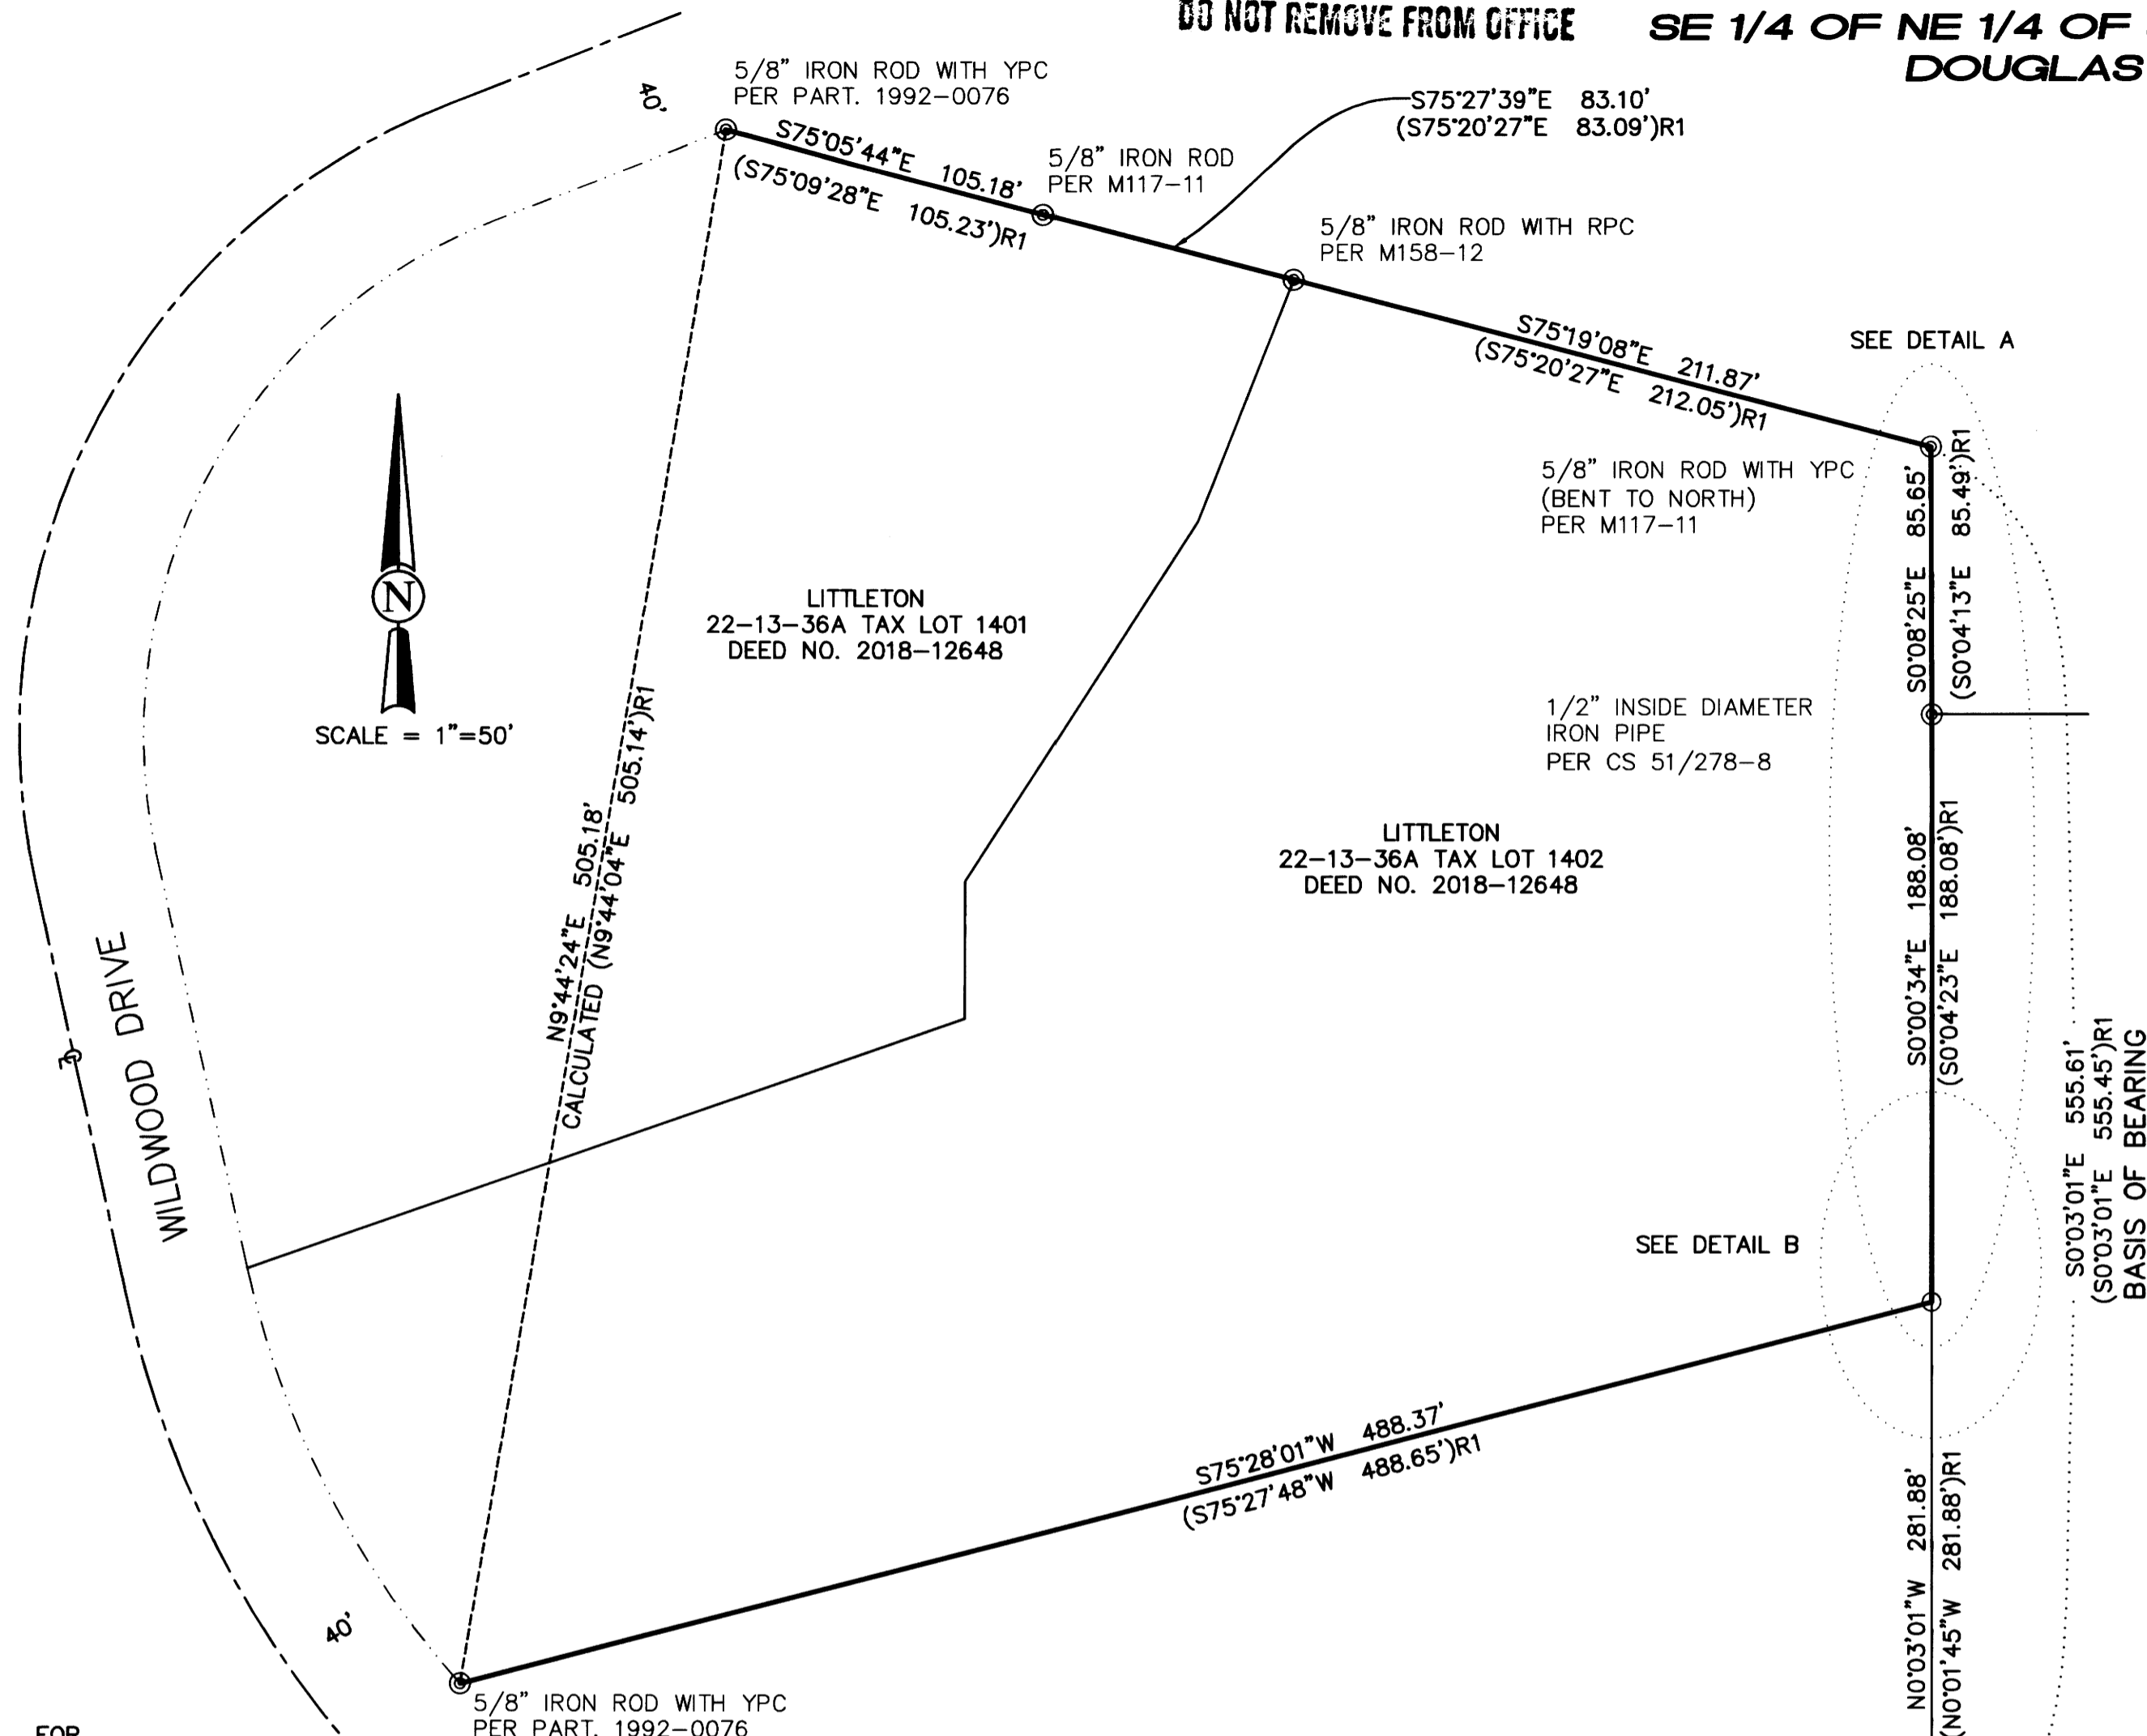 DO NOT REMOVE FROM OFFICE
SE 1/4 OF NE 1/4 OF
DOUGLAS
5/8" IRON ROD WITH YPC
PER PART. 1992-0076
40'
S75°27'39"E 83.10'
(S75°20'27"E 83.09')R1
S75°05'44"E 105.18'
(S75°09'28"E 105.23')R1
5/8" IRON ROD
PER M117-11
5/8" IRON ROD WITH RPC
PER M158-12
S75°19'08"E 211.87'
(S75°20'27"E 212.05')R1
SEE DETAIL A
5/8" IRON ROD WITH YPC
(BENT TO NORTH)
PER M117-11
S0°08'25"E 85.65'
(S0°04'13"E 85.49')R1
N
SCALE = 1"=50'
LITTLETON
22-13-36A TAX LOT 1401
DEED NO. 2018-12648
1/2" INSIDE DIAMETER
IRON PIPE
PER CS 51/278-8
N9°44'24"E 505.18'
CALCULATED (N9°44'04"E 505.14')R1
LITTLETON
22-13-36A TAX LOT 1402
DEED NO. 2018-12648
S0°00'34"E 188.08'
(S0°04'23"E 188.08')R1
WILDWOOD DRIVE
S0°03'01"E 555.61'
(S0°03'01"E 555.45')R1
BASIS OF BEARING
SEE DETAIL B
S75°28'01"W 488.37'
(S75°27'48"W 488.65')R1
N0°03'01"W 281.88'
(N0°01'45"W 281.88')R1
40'
5/8" IRON ROD WITH YPC
PER PART. 1992-0076
FOR